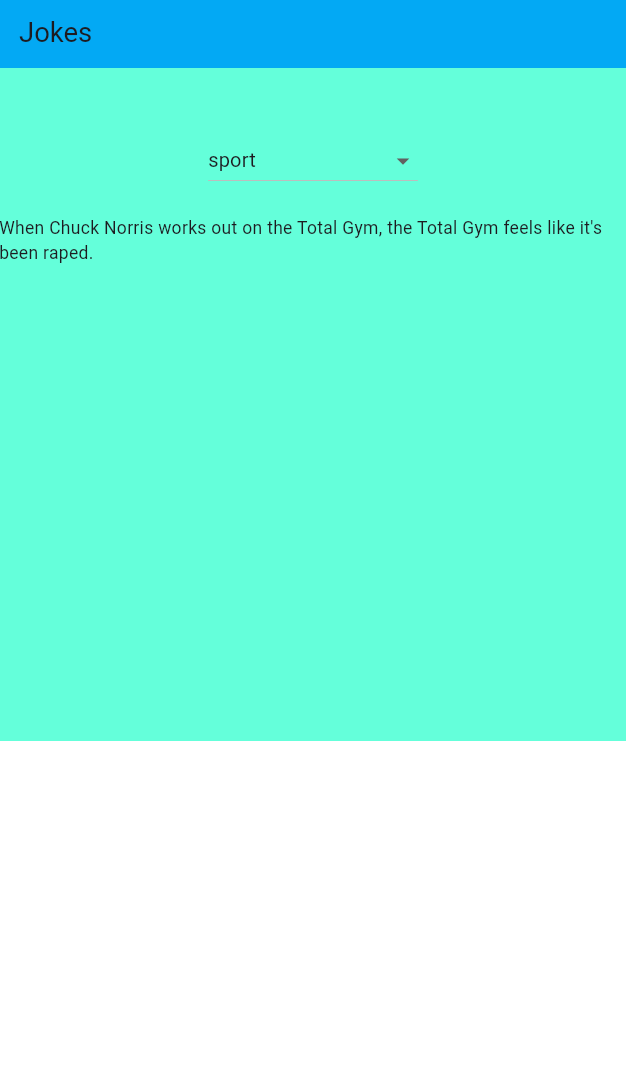 Jokes
sport
When Chuck Norris works out on the Total Gym, the Total Gym feels like it's
been raped.